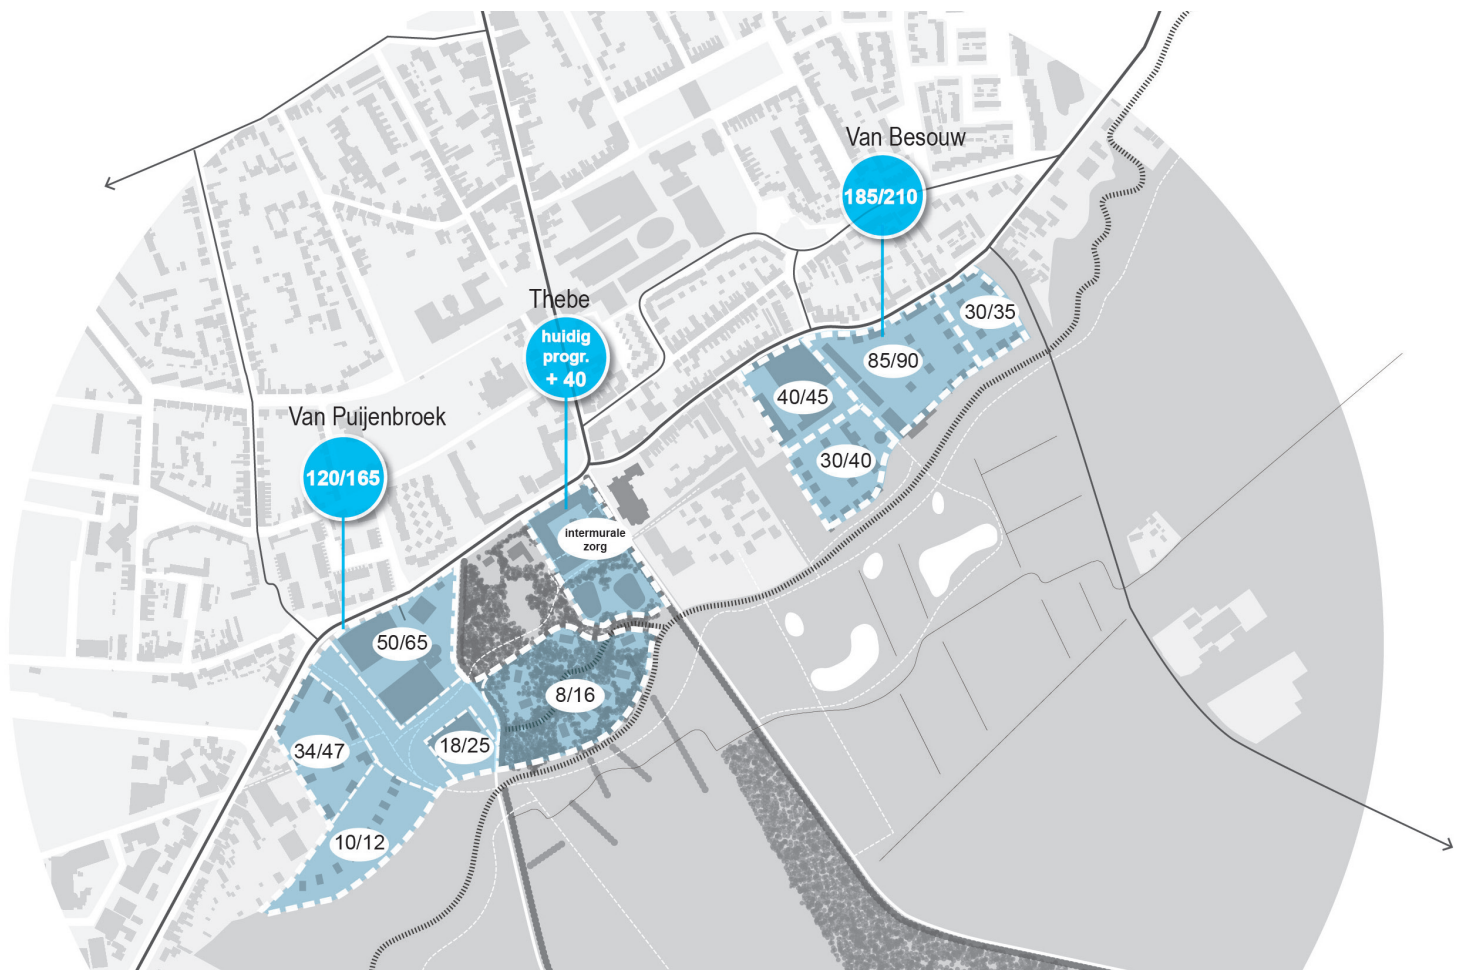 Van Besouw
185/210
30/35
85/90
40/45
30/40
Thebe
huidig
progr.
+ 40
intermurale
zorg
Van Puijenbroek
120/165
50/65
8/16
18/25
34/47
10/12